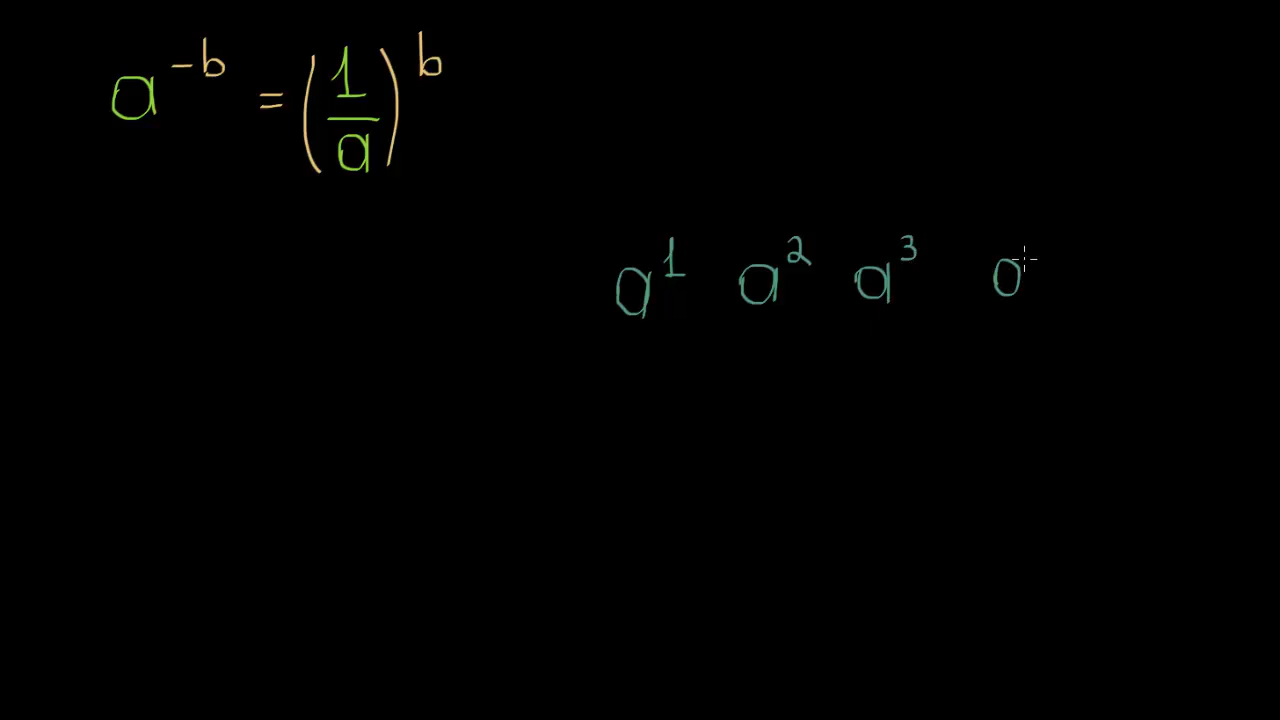 a^{-b} = (1/a)^b
a^1 a^2 a^3